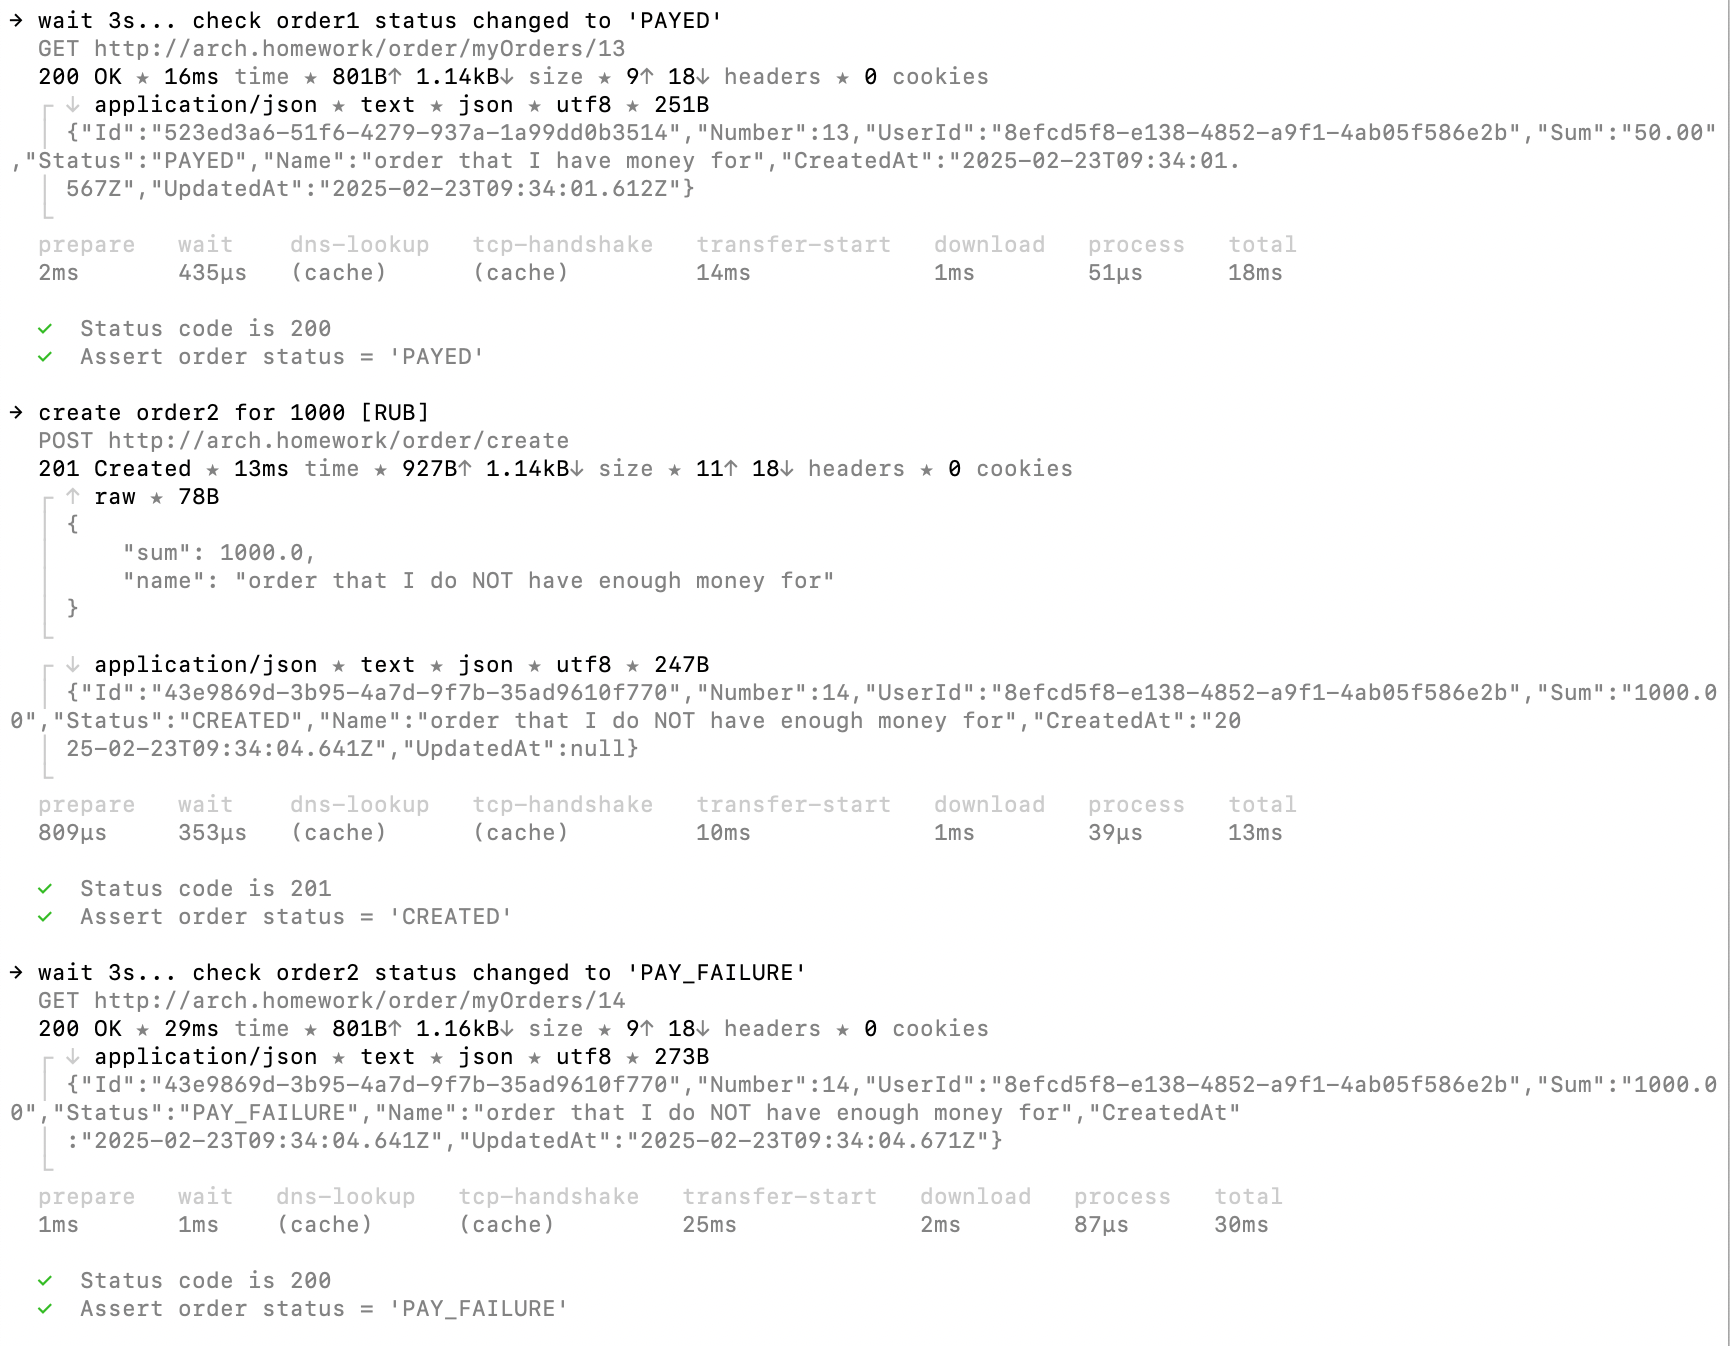 → wait 3s... check order1 status changed to 'PAYED'
GET http://arch.homework/order/myOrders/13
200 OK ★ 16ms time ★ 801B↑ 1.14kB↓ size ★ 9↑ 18↓ headers ★ 0 cookies
┌ ↓ application/json ★ text ★ json ★ utf8 ★ 251B
│ {"Id":"523ed3a6-51f6-4279-937a-1a99dd0b3514","Number":13,"UserId":"8efcd5f8-e138-4852-a9f1-4ab05f586e2b","Sum":"50.00"
,"Status":"PAYED","Name":"order that I have money for","CreatedAt":"2025-02-23T09:34:01.
│ 567Z","UpdatedAt":"2025-02-23T09:34:01.612Z"}
└
prepare wait dns-lookup tcp-handshake transfer-start download process total
2ms 435µs (cache) (cache) 14ms 1ms 51µs 18ms
✓ Status code is 200
✓ Assert order status = 'PAYED'
→ create order2 for 1000 [RUB]
POST http://arch.homework/order/create
201 Created ★ 13ms time ★ 927B↑ 1.14kB↓ size ★ 11↑ 18↓ headers ★ 0 cookies
┌ ↑ raw ★ 78B
│ {
│ "sum": 1000.0,
│ "name": "order that I do NOT have enough money for"
│ }
└
┌ ↓ application/json ★ text ★ json ★ utf8 ★ 247B
│ {"Id":"43e9869d-3b95-4a7d-9f7b-35ad9610f770","Number":14,"UserId":"8efcd5f8-e138-4852-a9f1-4ab05f586e2b","Sum":"1000.0
0","Status":"CREATED","Name":"order that I do NOT have enough money for","CreatedAt":"20
│ 25-02-23T09:34:04.641Z","UpdatedAt":null}
└
prepare wait dns-lookup tcp-handshake transfer-start download process total
809µs 353µs (cache) (cache) 10ms 1ms 39µs 13ms
✓ Status code is 201
✓ Assert order status = 'CREATED'
→ wait 3s... check order2 status changed to 'PAY_FAILURE'
GET http://arch.homework/order/myOrders/14
200 OK ★ 29ms time ★ 801B↑ 1.16kB↓ size ★ 9↑ 18↓ headers ★ 0 cookies
┌ ↓ application/json ★ text ★ json ★ utf8 ★ 273B
│ {"Id":"43e9869d-3b95-4a7d-9f7b-35ad9610f770","Number":14,"UserId":"8efcd5f8-e138-4852-a9f1-4ab05f586e2b","Sum":"1000.0
0","Status":"PAY_FAILURE","Name":"order that I do NOT have enough money for","CreatedAt"
│ :"2025-02-23T09:34:04.641Z","UpdatedAt":"2025-02-23T09:34:04.671Z"}
└
prepare wait dns-lookup tcp-handshake transfer-start download process total
1ms 1ms (cache) (cache) 25ms 2ms 87µs 30ms
✓ Status code is 200
✓ Assert order status = 'PAY_FAILURE'